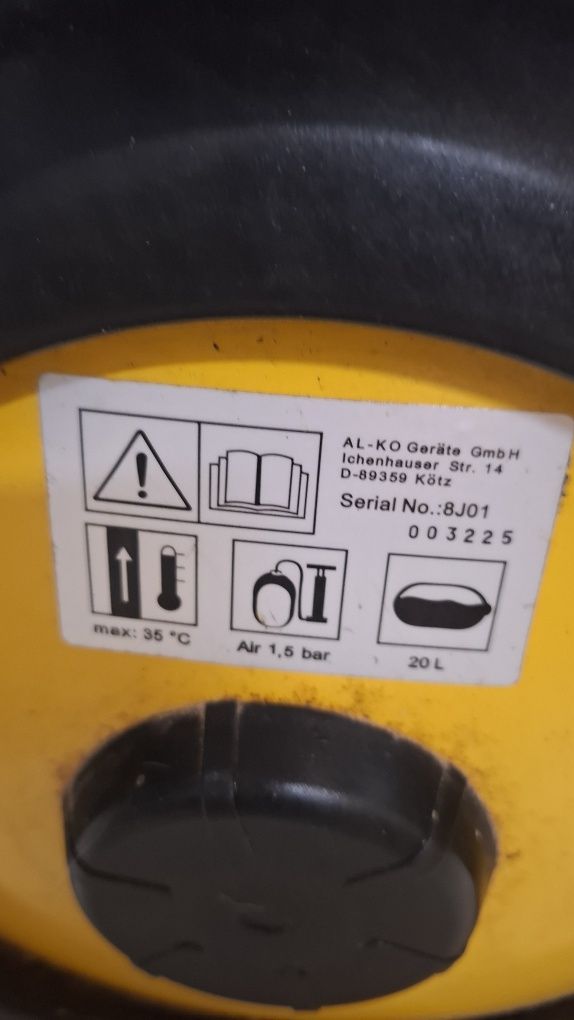 AL-KO Geräte GmbH
Ichenhauser Str. 14
D-89359 Kötz
Serial No.:8J01
003225
max: 35 °C
Air 1,5 bar
20 L